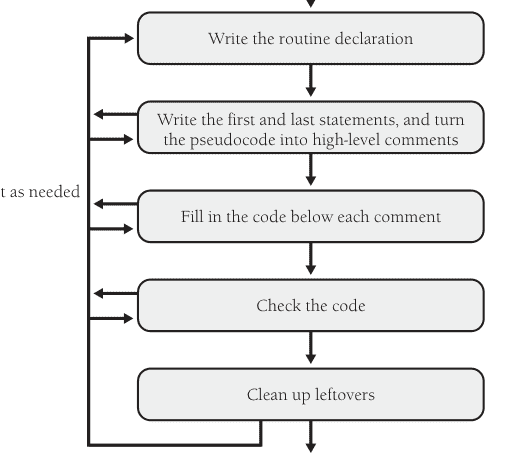 Write the routine declaration
Write the first and last statements, and turn
the pseudocode into high-level comments
t as needed
Fill in the code below each comment
Check the code
Clean up leftovers